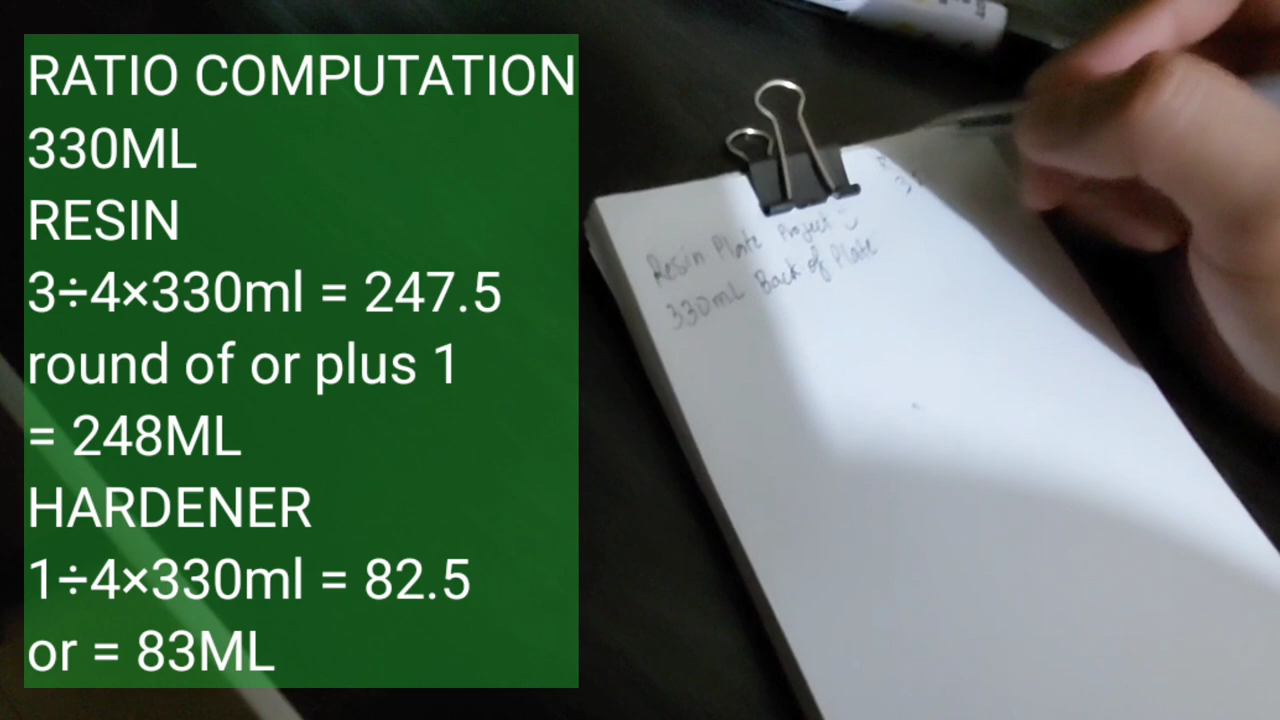 RATIO COMPUTATION
330ML
RESIN
3÷4×330ml = 247.5
round of or plus 1
= 248ML
HARDENER
1÷4×330ml = 82.5
or = 83ML
Resin Plate Project
330mL Back of Plate